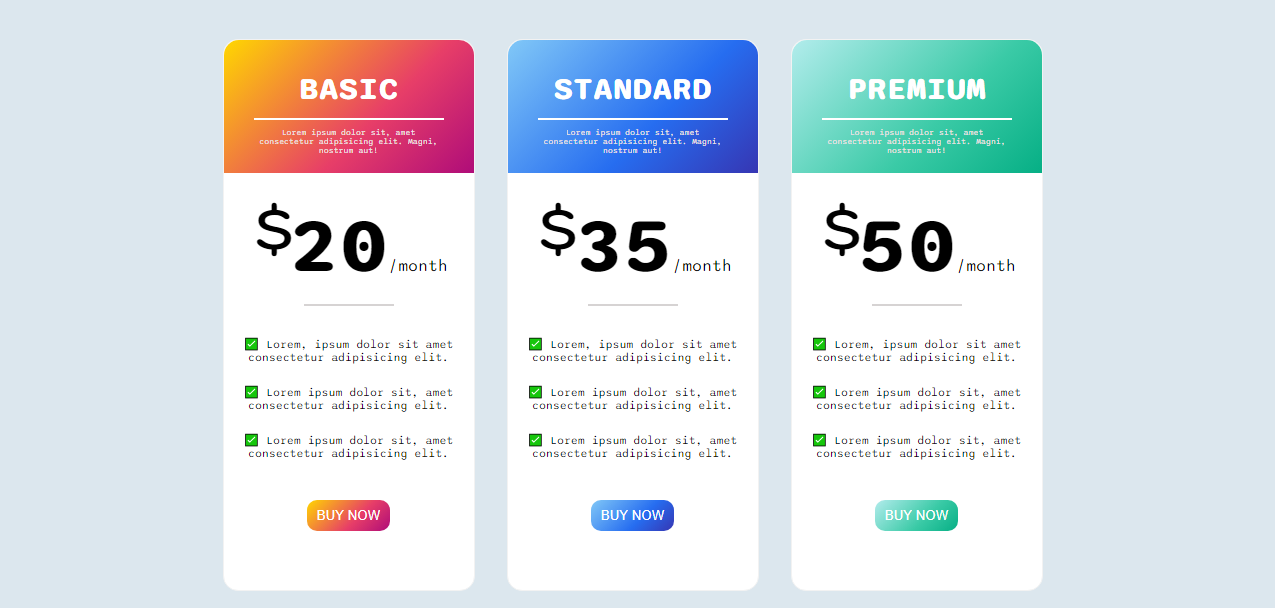 BASIC
Lorem ipsum dolor sit, amet
consectetur adipisicing elit. Magni,
nostrum aut!
$20/month
✅ Lorem, ipsum dolor sit amet
consectetur adipisicing elit.
✅ Lorem ipsum dolor sit, amet
consectetur adipisicing elit.
✅ Lorem ipsum dolor sit, amet
consectetur adipisicing elit.
BUY NOW
STANDARD
Lorem ipsum dolor sit, amet
consectetur adipisicing elit. Magni,
nostrum aut!
$35/month
✅ Lorem, ipsum dolor sit amet
consectetur adipisicing elit.
✅ Lorem ipsum dolor sit, amet
consectetur adipisicing elit.
✅ Lorem ipsum dolor sit, amet
consectetur adipisicing elit.
BUY NOW
PREMIUM
Lorem ipsum dolor sit, amet
consectetur adipisicing elit. Magni,
nostrum aut!
$50/month
✅ Lorem, ipsum dolor sit amet
consectetur adipisicing elit.
✅ Lorem ipsum dolor sit, amet
consectetur adipisicing elit.
✅ Lorem ipsum dolor sit, amet
consectetur adipisicing elit.
BUY NOW